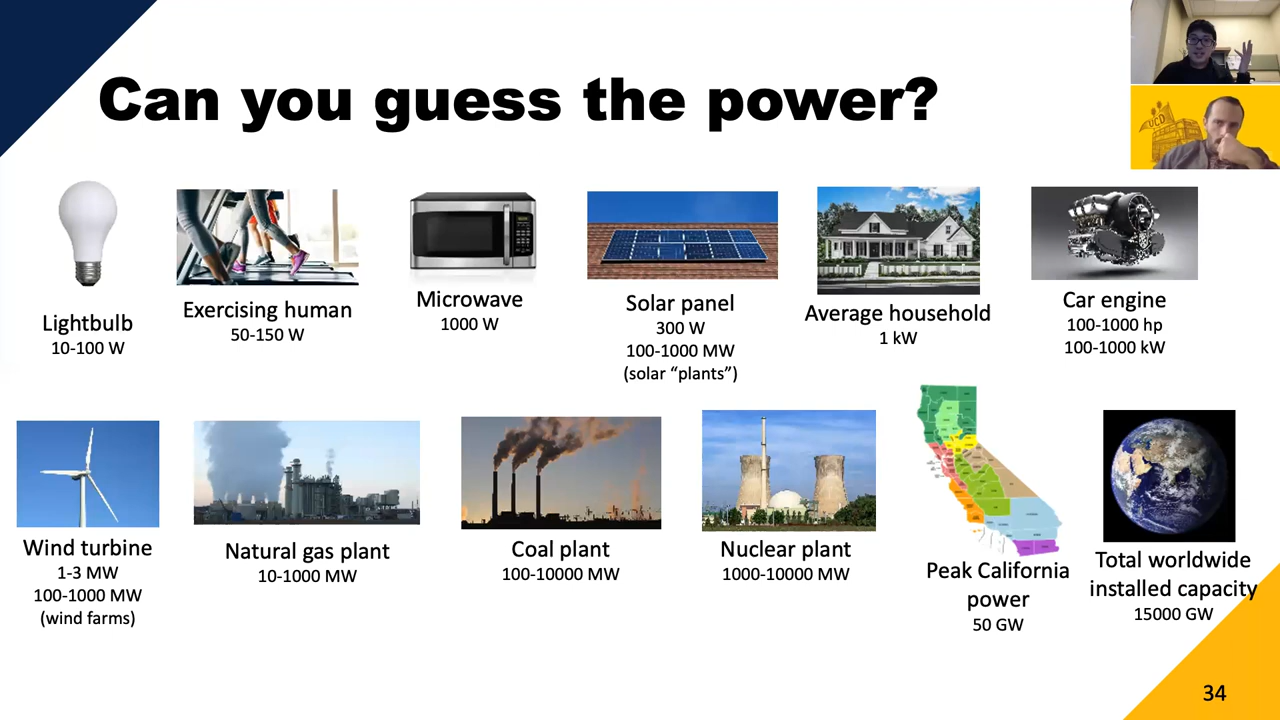 Can you guess the power?
UCD
Lightbulb
10-100 W
Exercising human
50-150 W
Microwave
1000 W
Solar panel
300 W
100-1000 MW
(solar “plants”)
Average household
1 kW
Car engine
100-1000 hp
100-1000 kW
Wind turbine
1-3 MW
100-1000 MW
(wind farms)
Natural gas plant
10-1000 MW
Coal plant
100-10000 MW
Nuclear plant
1000-10000 MW
Peak California
power
50 GW
Total worldwide
installed capacity
15000 GW
34